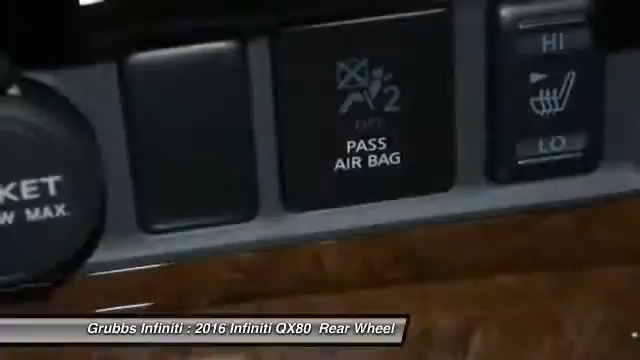 HI
2
OFF
PASS
AIR BAG
LO
KET
W MAX.
Grubbs Infiniti : 2016 Infiniti QX80 Rear Wheel